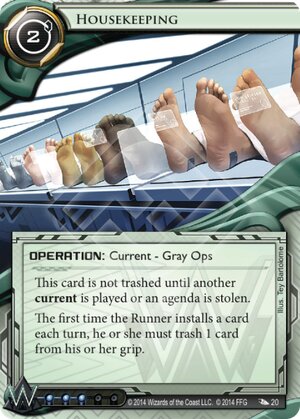 2
HOUSEKEEPING
OPERATION: Current - Gray Ops
This card is not trashed until another
current is played or an agenda is stolen.
The first time the Runner installs a card
each turn, he or she must trash 1 card
from his or her grip.
Illus. Tey Bartolome
© 2014 Wizards of the Coast LLC. © 2014 FFG
20